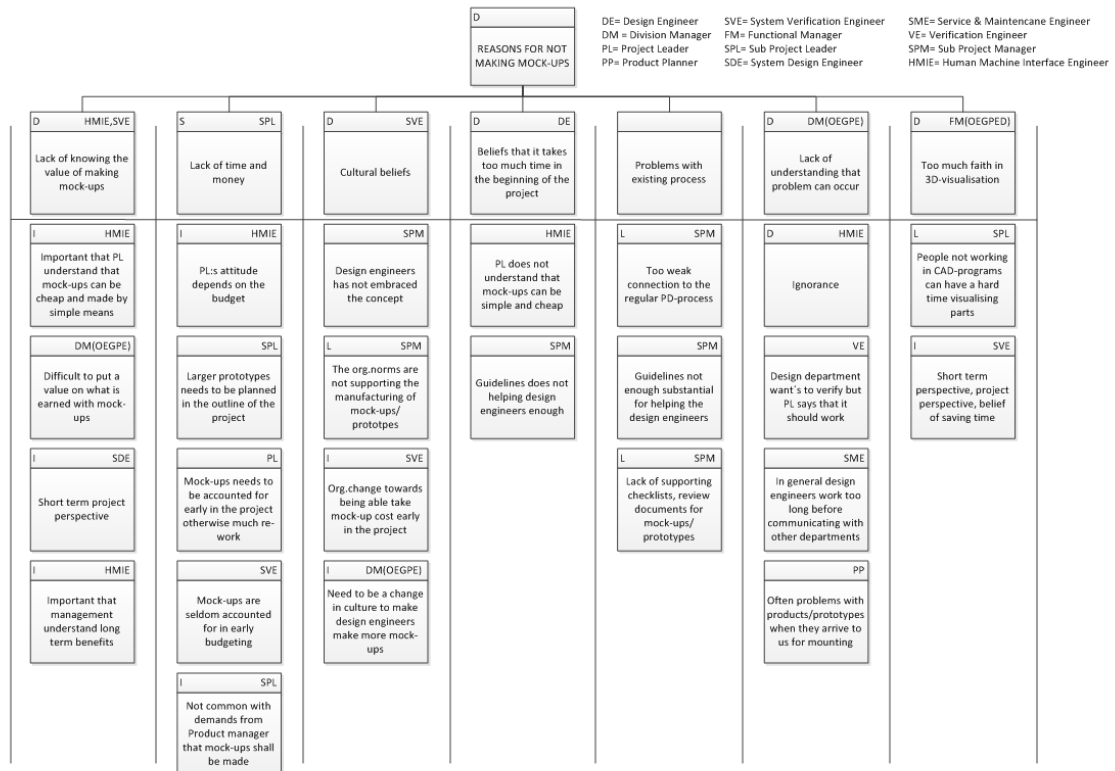 D
REASONS FOR NOT
MAKING MOCK-UPS
DE= Design Engineer
DM = Division Manager
PL= Project Leader
PP= Product Planner
SVE= System Verification Engineer
FM= Functional Manager
SPL= Sub Project Leader
SDE= System Design Engineer
SME= Service & Maintencane Engineer
VE= Verification Engineer
SPM= Sub Project Manager
HMIE= Human Machine Interface Engineer
D HMIE,SVE
Lack of knowing the
value of making
mock-ups
S SPL
Lack of time and
money
D SVE
Cultural beliefs
D DE
Beliefs that it takes
too much time in
the beginning of the
project
Problems with
existing process
D DM(OEGPE)
Lack of
understanding that
problem can occur
D FM(OEGPED)
Too much faith in
3D-visualisation
I HMIE
Important that PL
understand that
mock-ups can be
cheap and made by
simple means
I HMIE
PL:s attitude
depends on the
budget
SPM
Design engineers
has not embraced
the concept
HMIE
PL does not
understand that
mock-ups can be
simple and cheap
L SPM
Too weak
connection to the
regular PD-process
D HMIE
Ignorance
L SPL
People not working
in CAD-programs
can have a hard
time visualising
parts
DM(OEGPE)
Difficult to put a
value on what is
earned with mock-
ups
SPL
Larger prototypes
needs to be planned
in the outline of the
project
L SPM
The org.norms are
not supporting the
manufacturing of
mock-ups/
prototpes
SPM
Guidelines does not
helping design
engineers enough
SPM
Guidelines not
enough substantial
for helping the
design engineers
VE
Design department
want´s to verify but
PL says that it
should work
I SVE
Short term
perspective, project
perspective, belief
of saving time
I SDE
Short term project
perspective
PL
Mock-ups needs to
be accounted for
early in the project
otherwise much re-
work
I SVE
Org.change towards
being able take
mock-up cost early
in the project
L SPM
Lack of supporting
checklists, review
documents for
mock-ups/
prototypes
SME
In general design
engineers work too
long before
communicating with
other departments
I HMIE
Important that
management
understand long
term benefits
SVE
Mock-ups are
seldom accounted
for in early
budgeting
I DM(OEGPE)
Need to be a change
in culture to make
design engineers
make more mock-
ups
PP
Often problems with
products/prototypes
when they arrive to
us for mounting
I SPL
Not common with
demands from
Product manager
that mock-ups shall
be made